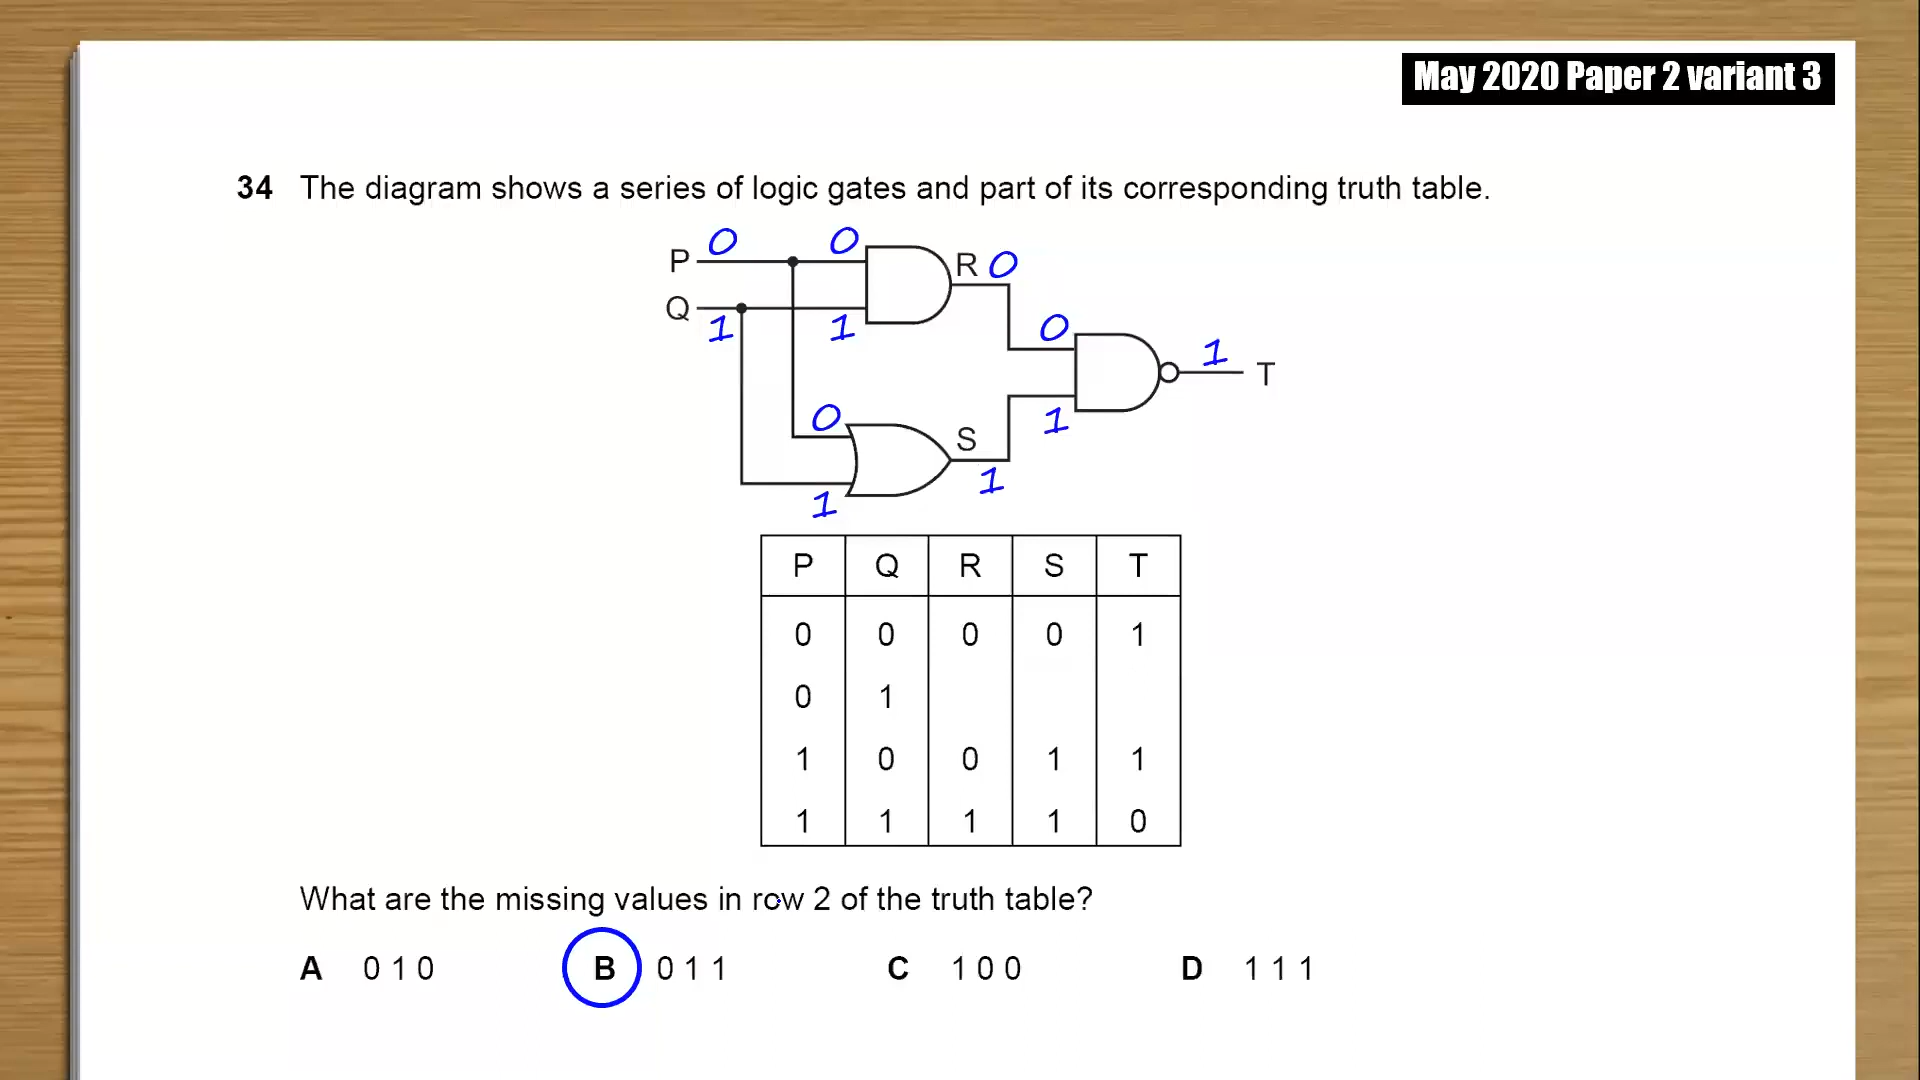 May 2020 Paper 2 variant 3
34 The diagram shows a series of logic gates and part of its corresponding truth table.
0 0
P R 0
Q
1 1 0
1
T
0 1
S
1
1
P Q R S T
0 0 0 0 1
0 1
1 0 0 1 1
1 1 1 1 0
What are the missing values in row 2 of the truth table?
A 0 1 0 B 0 1 1 C 1 0 0 D 1 1 1